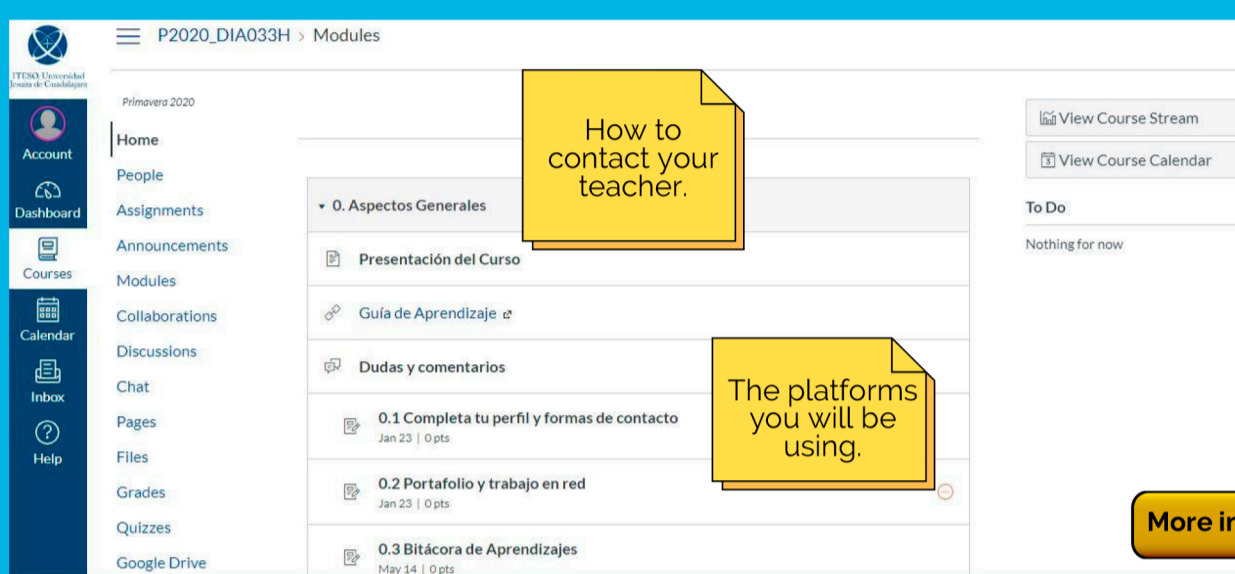 P2020_DIA033H > Modules
ITESO, Universidad
Jesuita de Guadalajara
Account
Dashboard
Courses
Calendar
Inbox
Help
Primavera 2020
Home
People
Assignments
Announcements
Modules
Collaborations
Discussions
Chat
Pages
Files
Grades
Quizzes
Google Drive
How to
contact your
teacher.
0. Aspectos Generales
Presentación del Curso
Guía de Aprendizaje
Dudas y comentarios
0.1 Completa tu perfil y formas de contacto
Jan 23 | 0 pts
0.2 Portafolio y trabajo en red
Jan 23 | 0 pts
0.3 Bitácora de Aprendizajes
May 14 | 0 pts
The platforms
you will be
using.
View Course Stream
View Course Calendar
To Do
Nothing for now
More in